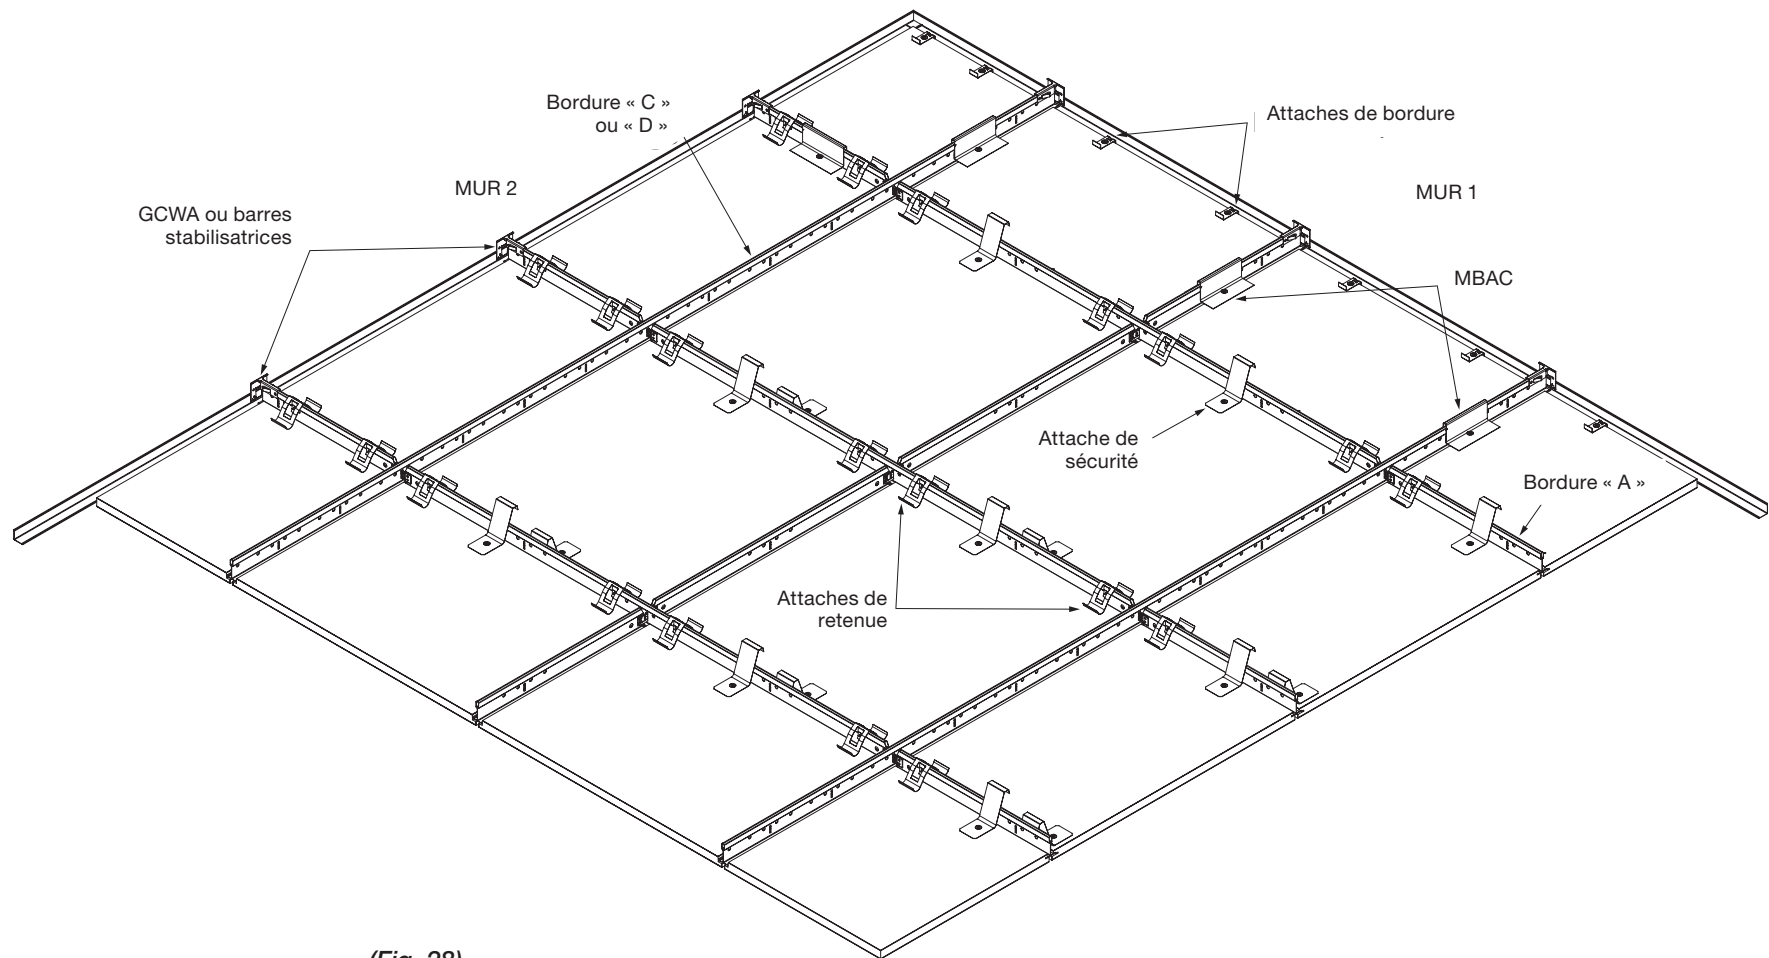 Bordure « C »
ou « D »
Attaches de bordure
MUR 2
MUR 1
GCWA ou barres
stabilisatrices
MBAC
Attache de
sécurité
Bordure « A »
Attaches de
retenue
(Fig. 28)